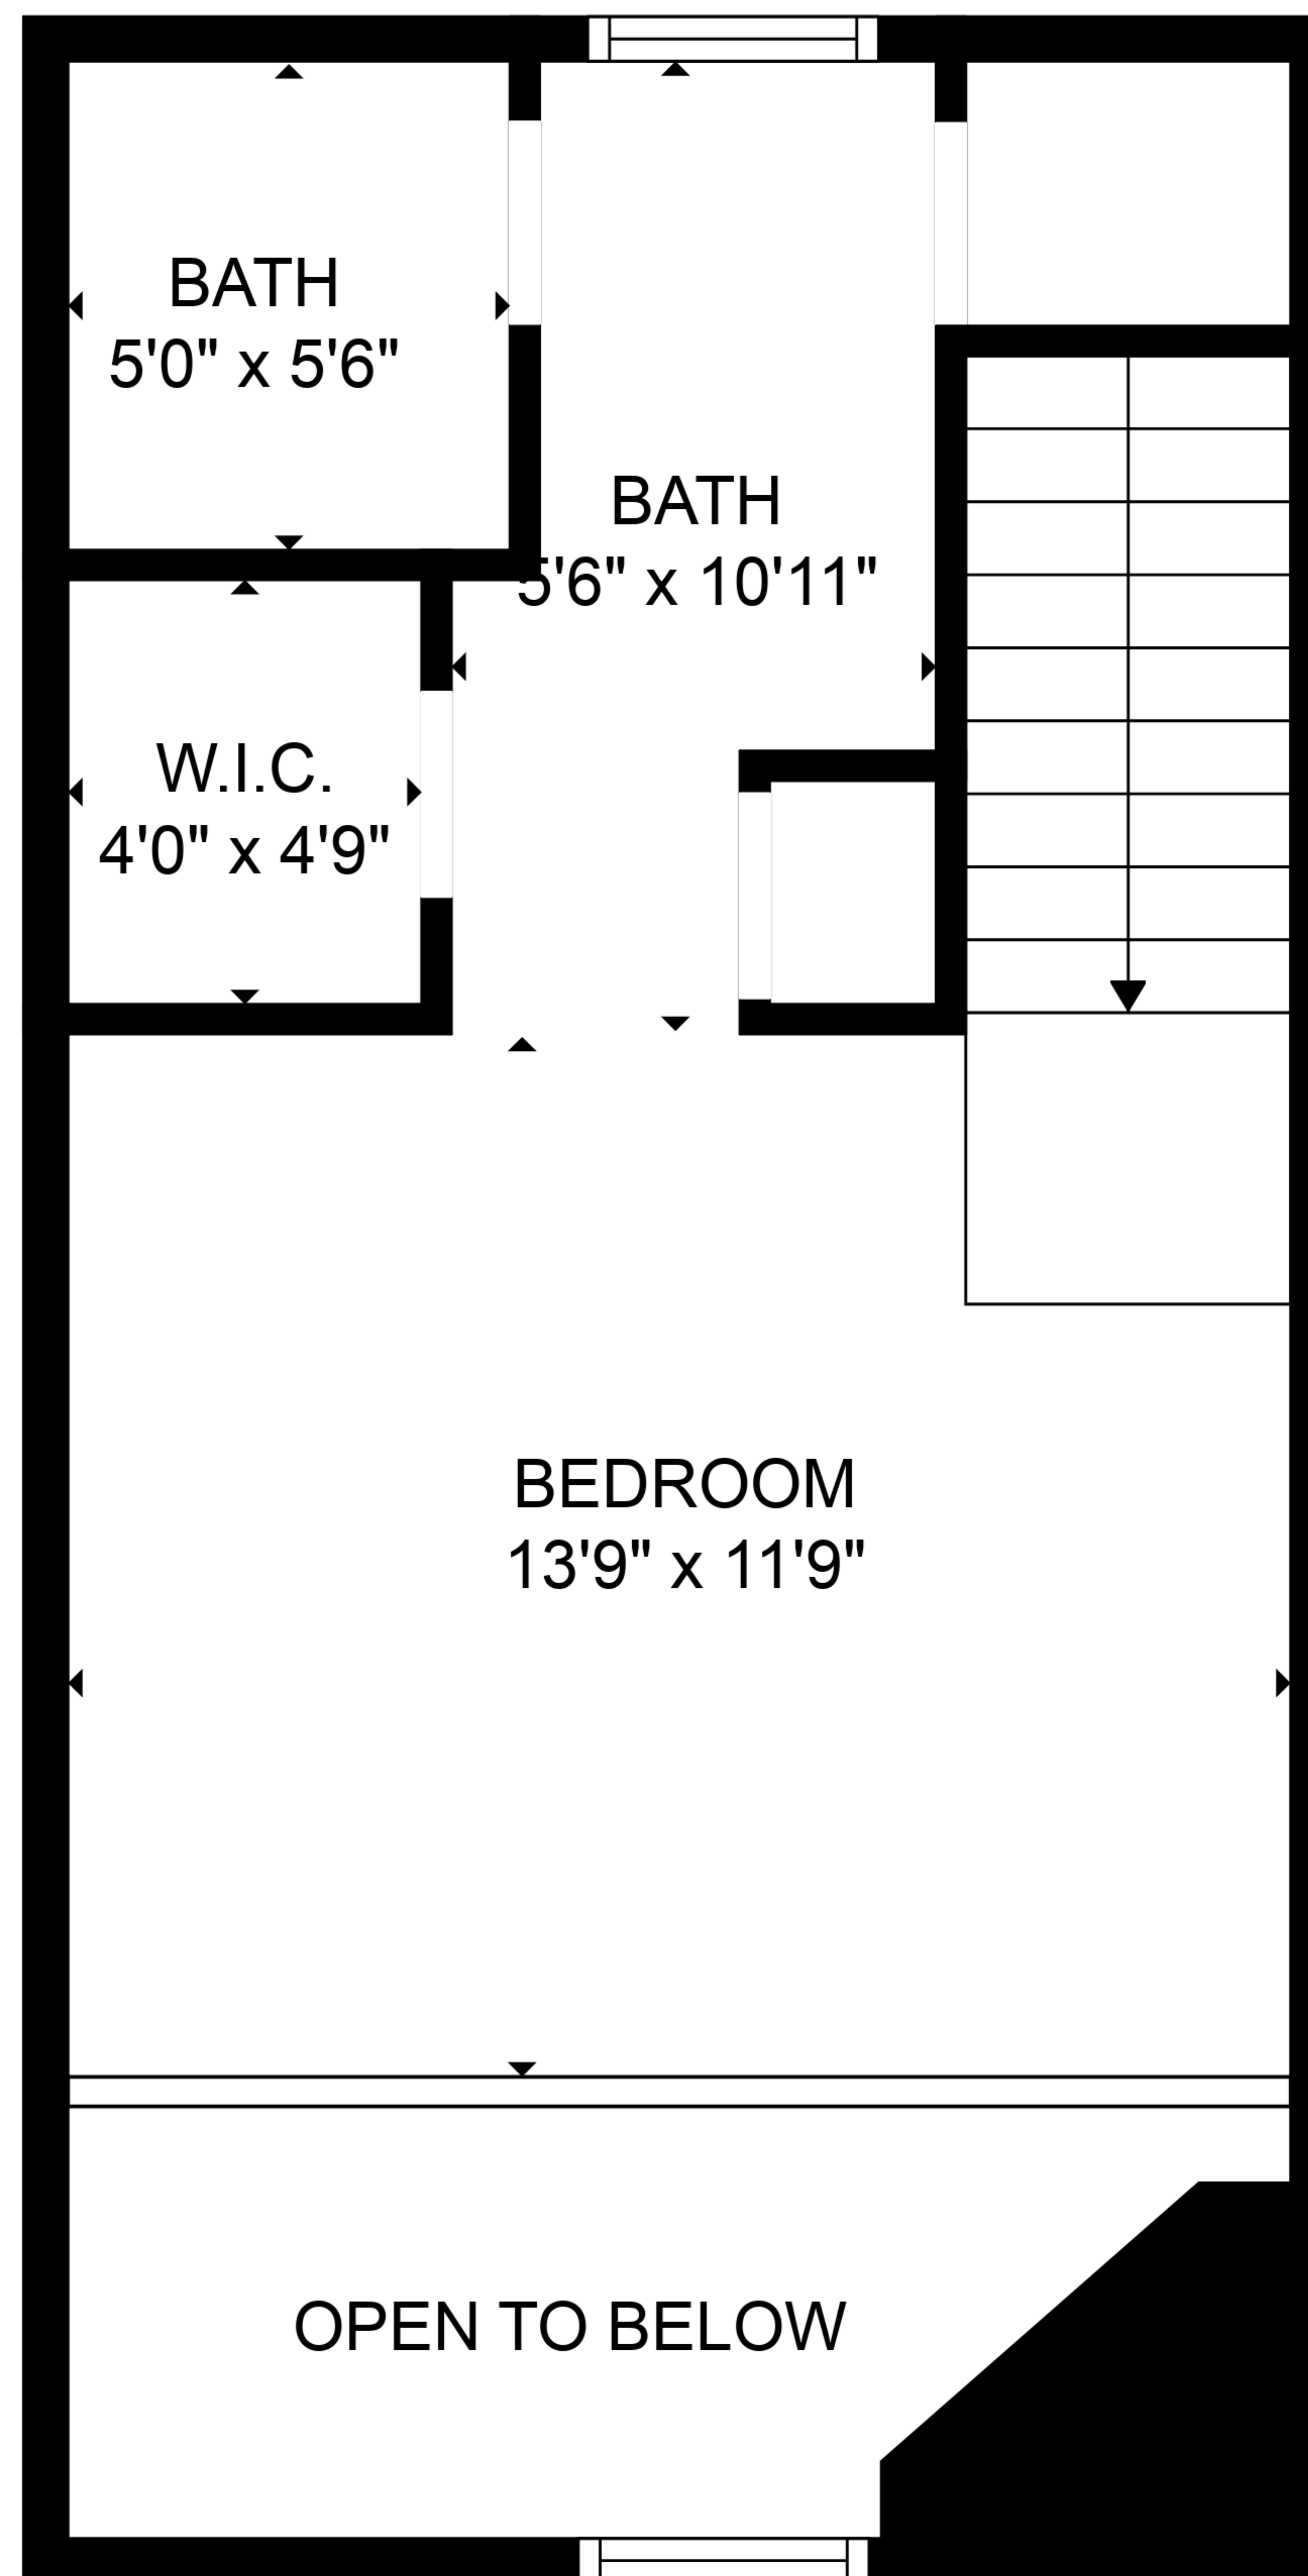 BATH
5'0" x 5'6"
BATH
5'6" x 10'11"
W.I.C.
4'0" x 4'9"
BEDROOM
13'9" x 11'9"
OPEN TO BELOW